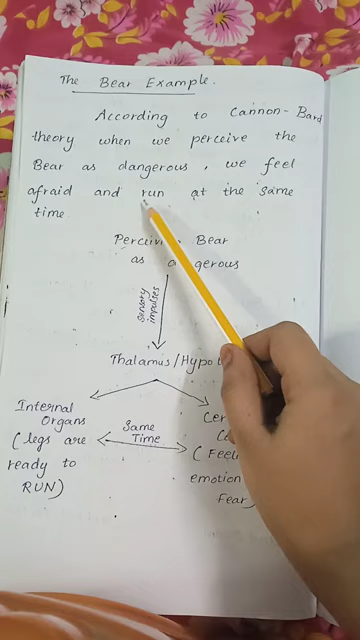 The Bear Example.
According to Cannon-Bard
theory when we perceive the
Bear as dangerous, we feel
afraid and run at the same
time
Bear
as
Sensory
impulses
Thalamus/
Internal
Organs
(legs are
ready to
RUN)
Same
Time
emotion
Fear)